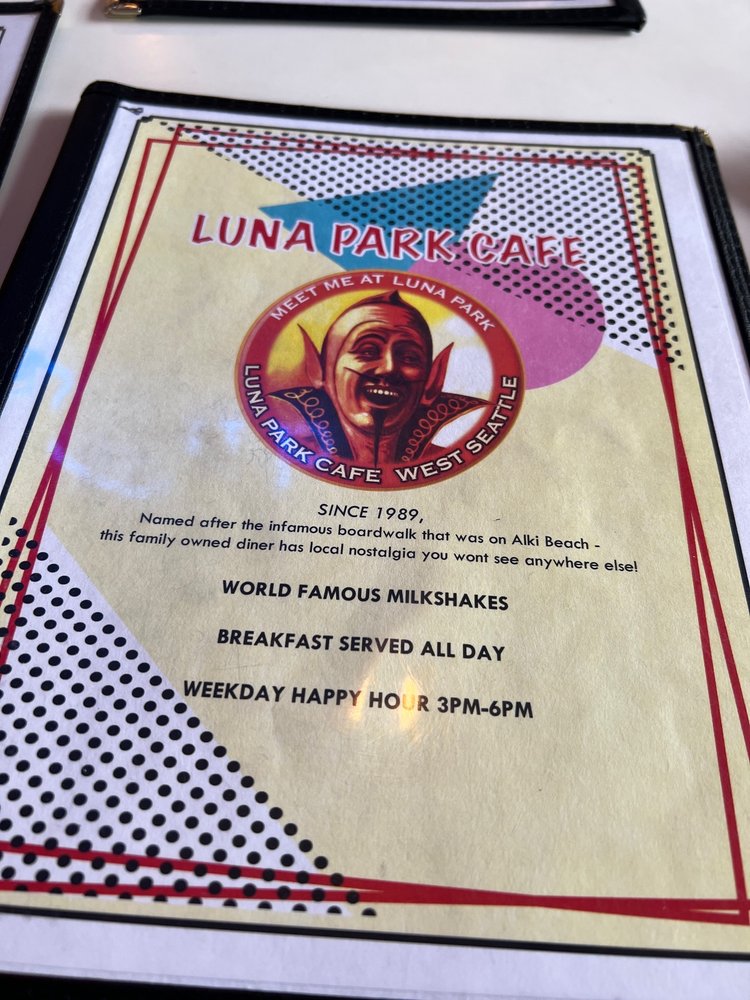 LUNA PARK CAFE
MEET ME AT LUNA PARK
LUNA PARK CAFE WEST SEATTLE
SINCE 1989,
Named after the infamous boardwalk that was on Alki Beach -
this family owned diner has local nostalgia you wont see anywhere else!
WORLD FAMOUS MILKSHAKES
BREAKFAST SERVED ALL DAY
WEEKDAY HAPPY HOUR 3PM-6PM